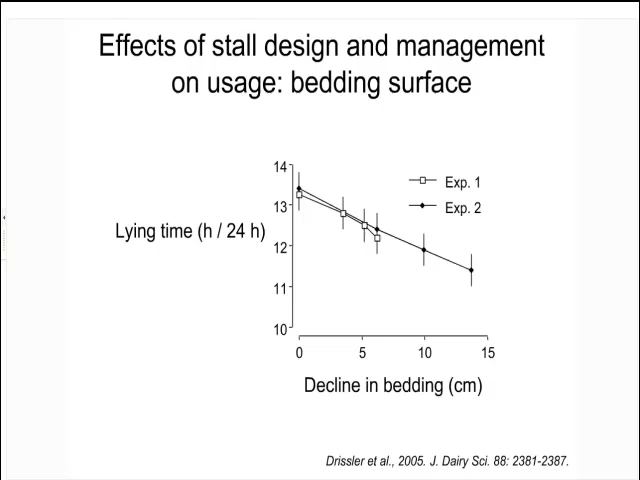 Effects of stall design and management
on usage: bedding surface
14
13
12
11
10
Lying time (h / 24 h)
Exp. 1
Exp. 2
0 5 10 15
Decline in bedding (cm)
Drissler et al., 2005. J. Dairy Sci. 88: 2381-2387.